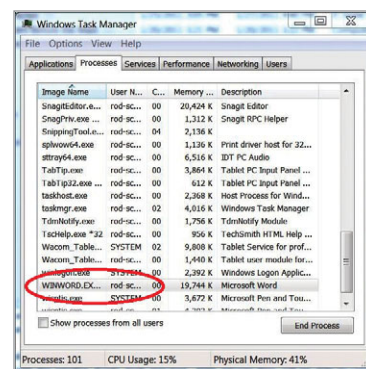 Windows Task Manager
File Options View Help
Applications Processes Services Performance Networking Users
Image Name User N... C... Memory ... Description
SnagitEditor.e... rod-sc... 00 20,424 K Snagit Editor
SnagPriv.exe ... rod-sc... 00 1,312 K Snagit RPC Helper
SnippingTool.e... rod-sc... 04 2,136 K
splwow64.exe rod-sc... 00 1,136 K Print driver host for 32...
sttray64.exe rod-sc... 00 6,516 K IDT PC Audio
TabTip.exe rod-sc... 00 3,864 K Tablet PC Input Panel ...
TabTip32.exe ... rod-sc... 00 612 K Tablet PC Input Panel ...
taskhost.exe rod-sc... 00 2,368 K Host Process for Wind...
taskmgr.exe rod-sc... 02 4,016 K Windows Task Manager
TdmNotify.exe rod-sc... 00 1,756 K TdmNotify Module
TscHelp.exe *32 rod-sc... 00 956 K TechSmith HTML Help ...
Wacom_Table... SYSTEM 02 9,808 K Tablet Service for prof...
Wacom_Table... rod-sc... 00 1,440 K Tablet user module for...
winlogon.exe SYSTEM 00 2,392 K Windows Logon Applic...
WINWORD.EX... rod-sc... 00 19,744 K Microsoft Word
wisptis.exe SYSTEM 00 3,672 K Microsoft Pen and Tou...
Show processes from all users End Process
Processes: 101 CPU Usage: 15% Physical Memory: 41%